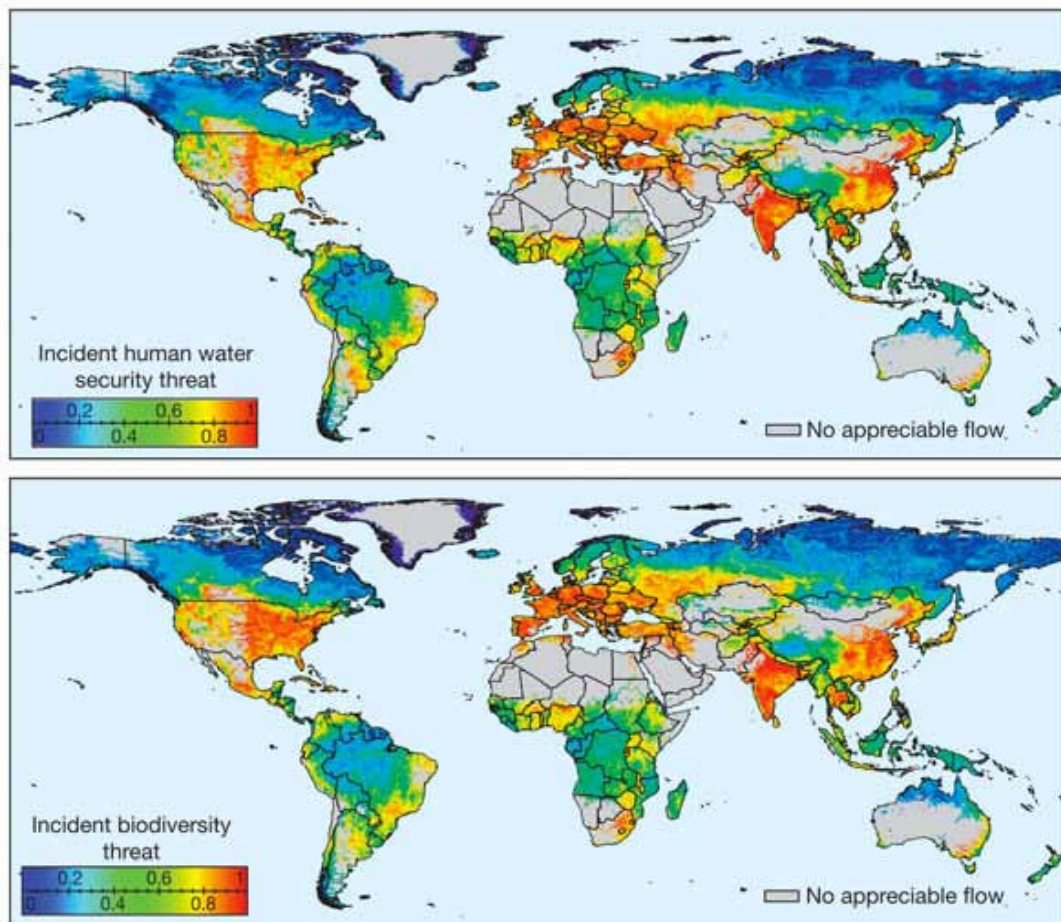 Incident human water
security threat
0.2 0.6 1
0 0.4 0.8
No appreciable flow
Incident biodiversity
threat
0.2 0.6 1
0 0.4 0.8
No appreciable flow